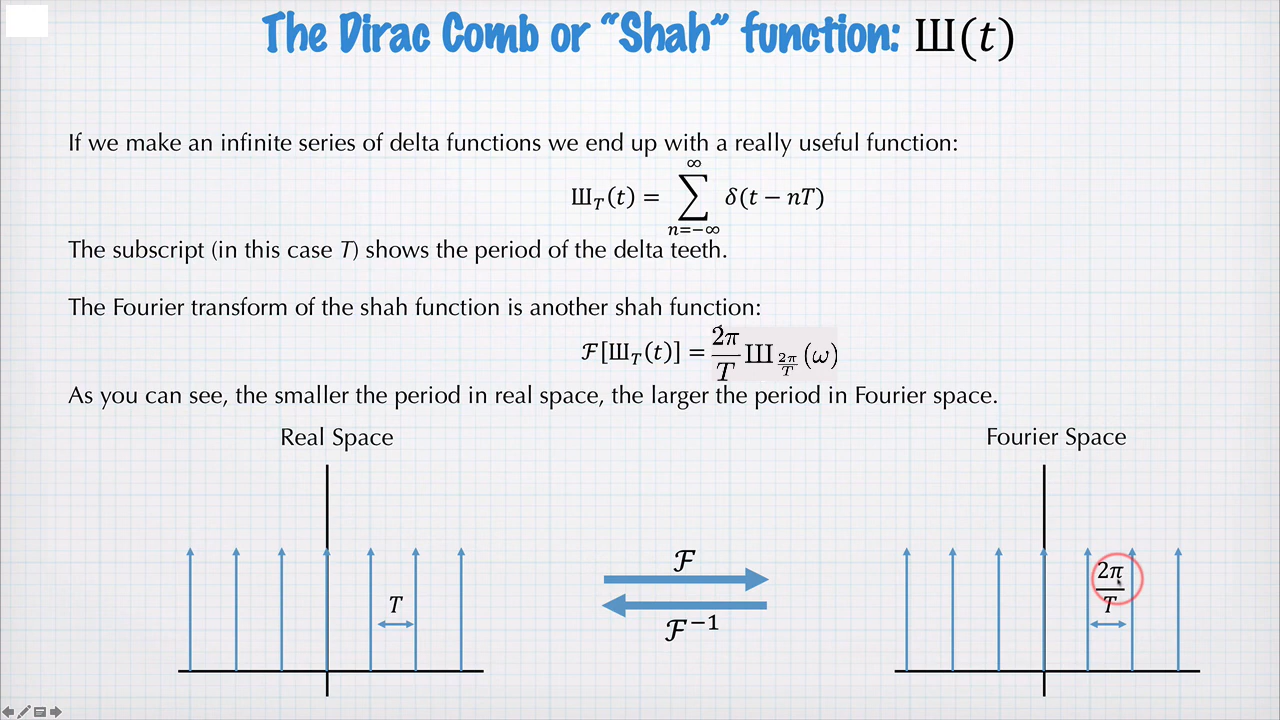 The Dirac Comb or “Shah” function: Ш(t)
If we make an infinite series of delta functions we end up with a really useful function:
Ш_T(t) = ∑_{n=−∞}^{∞} δ(t − nT)
The subscript (in this case T) shows the period of the delta teeth.
The Fourier transform of the shah function is another shah function:
ℱ[Ш_T(t)] = \frac{2π}{T} Ш_{\frac{2π}{T}}(ω)
As you can see, the smaller the period in real space, the larger the period in Fourier space.
Real Space
Fourier Space
T
ℱ
ℱ^{−1}
\frac{2π}{T}